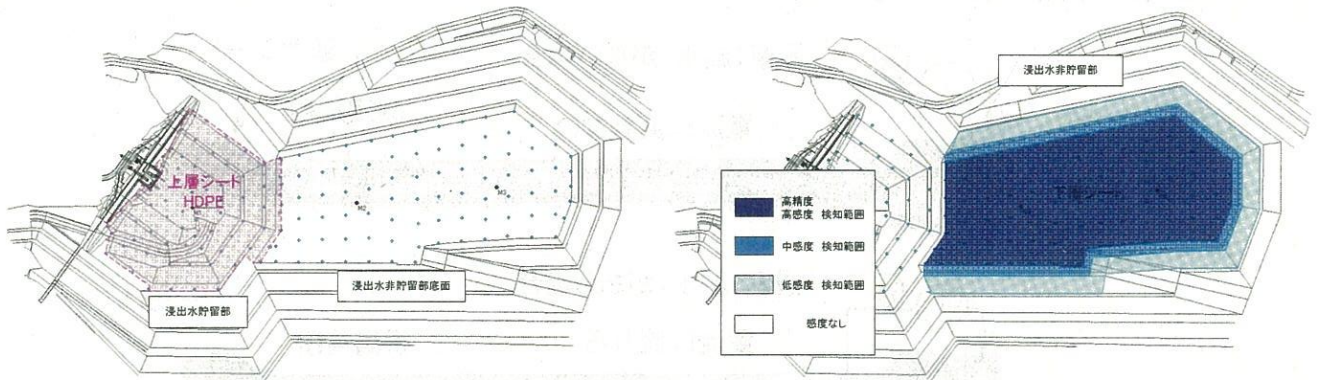 上層シート
HDPE
M2
M3
浸出水貯留部
浸出水非貯留部底面
浸出水非貯留部
下層シート
高精度
高感度 検知範囲
中感度 検知範囲
低感度 検知範囲
感度なし